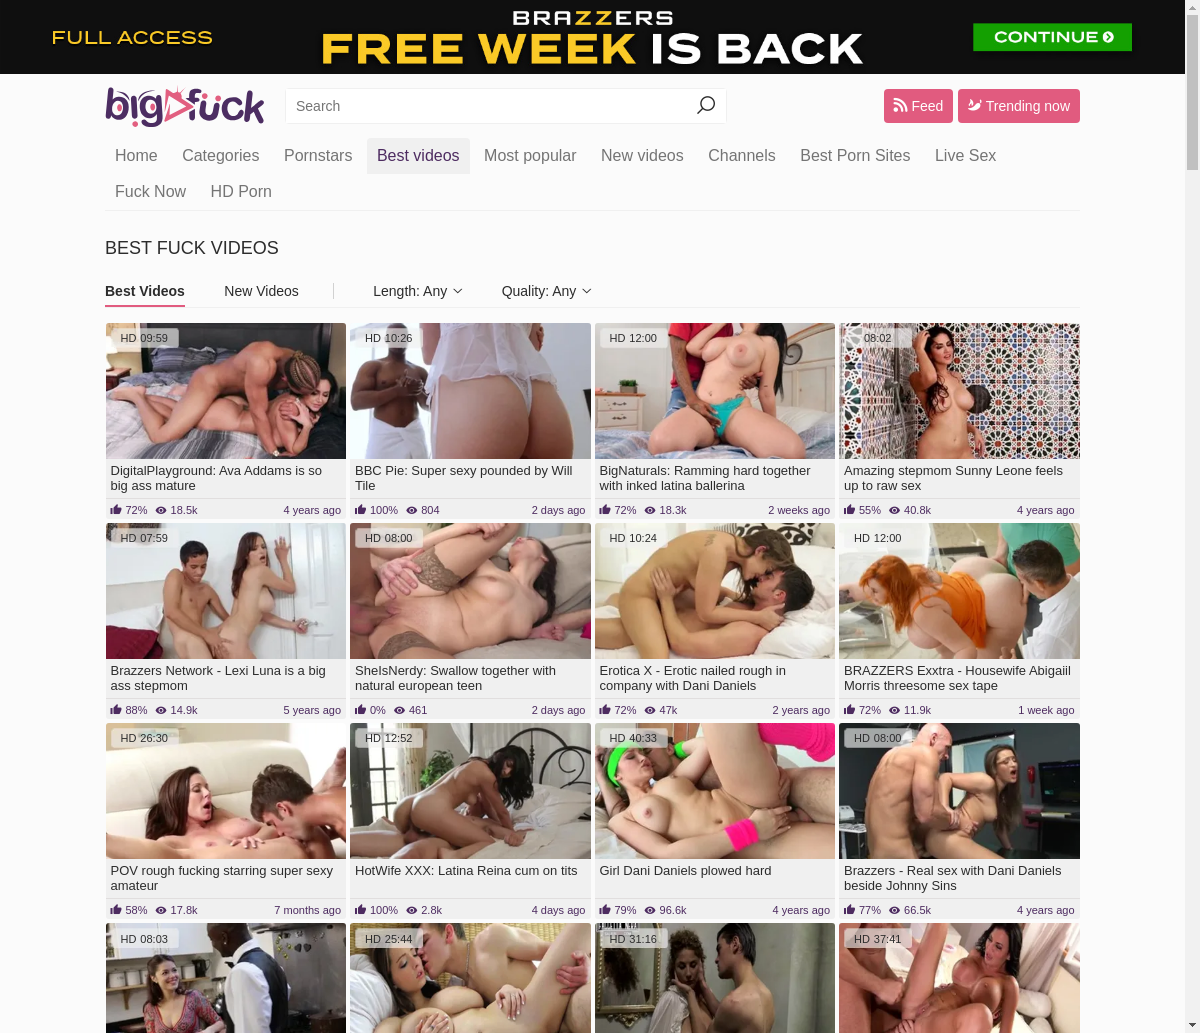 FULL ACCESS
BRAZZERS
FREE WEEK IS BACK
CONTINUE
big fuck
Search
Feed
Trending now
Home Categories Pornstars Best videos Most popular New videos Channels Best Porn Sites Live Sex
Fuck Now HD Porn
BEST FUCK VIDEOS
Best Videos New Videos Length: Any Quality: Any
HD 09:59
HD 10:26
HD 12:00
08:02
DigitalPlayground: Ava Addams is so
big ass mature
72% 18.5k 4 years ago
BBC Pie: Super sexy pounded by Will
Tile
100% 804 2 days ago
BigNaturals: Ramming hard together
with inked latina ballerina
72% 18.3k 2 weeks ago
Amazing stepmom Sunny Leone feels
up to raw sex
55% 40.8k 4 years ago
HD 07:59
HD 08:00
HD 10:24
HD 12:00
Brazzers Network - Lexi Luna is a big
ass stepmom
88% 14.9k 5 years ago
SheIsNerdy: Swallow together with
natural european teen
0% 461 2 days ago
Erotica X - Erotic nailed rough in
company with Dani Daniels
72% 47k 2 years ago
BRAZZERS Exxtra - Housewife Abigaiil
Morris threesome sex tape
72% 11.9k 1 week ago
HD 26:30
HD 12:52
HD 40:33
HD 08:00
POV rough fucking starring super sexy
amateur
58% 17.8k 7 months ago
HotWife XXX: Latina Reina cum on tits
100% 2.8k 4 days ago
Girl Dani Daniels plowed hard
79% 96.6k 4 years ago
Brazzers - Real sex with Dani Daniels
beside Johnny Sins
77% 66.5k 4 years ago
HD 08:03
HD 25:44
HD 31:16
HD 37:41